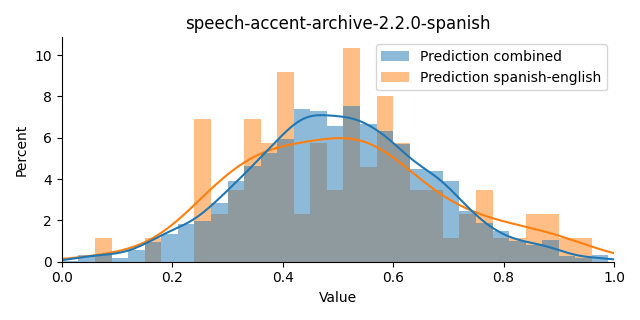 speech-accent-archive-2.2.0-spanish
Prediction combined
Prediction spanish-english
Percent
10
8
6
4
2
0
0.0 0.2 0.4 0.6 0.8 1.0
Value